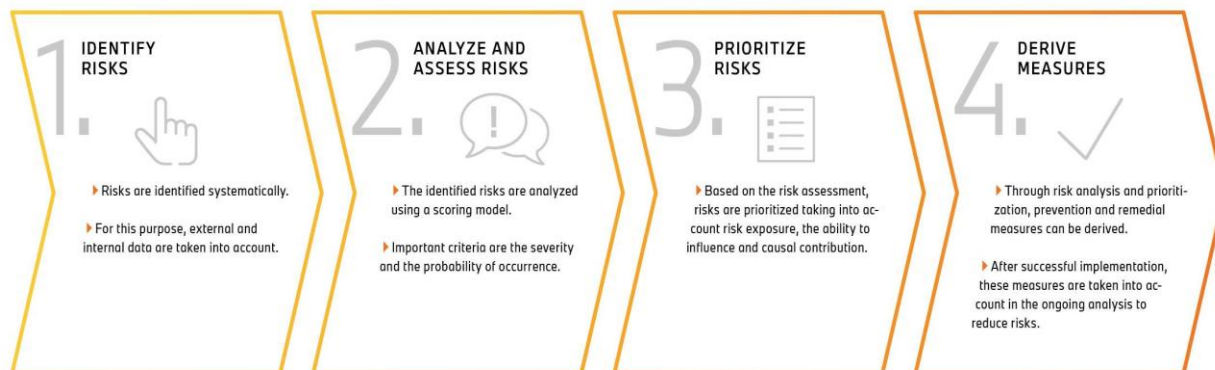 1.
IDENTIFY
RISKS
Risks are identified systematically.
For this purpose, external and
internal data are taken into account.
2.
ANALYZE AND
ASSESS RISKS
!
The identified risks are analyzed
using a scoring model.
Important criteria are the severity
and the probability of occurrence.
3.
PRIORITIZE
RISKS
Based on the risk assessment,
risks are prioritized taking into ac-
count risk exposure, the ability to
influence and causal contribution.
4.
DERIVE
MEASURES
Through risk analysis and prioriti-
zation, prevention and remedial
measures can be derived.
After successful implementation,
these measures are taken into ac-
count in the ongoing analysis to
reduce risks.